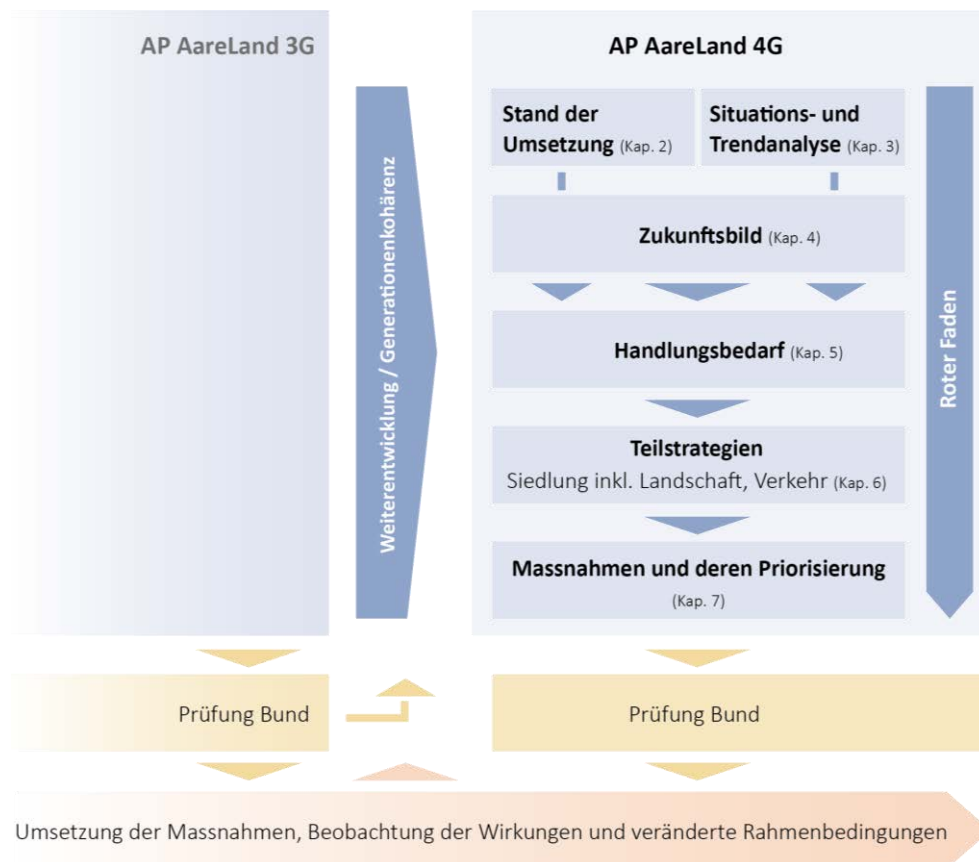 AP AareLand 3G
AP AareLand 4G
Weiterentwicklung / Generationenkohärenz
Stand der
Umsetzung (Kap. 2)
Situations- und
Trendanalyse (Kap. 3)
Zukunftsbild (Kap. 4)
Handlungsbedarf (Kap. 5)
Teilstrategien
Siedlung inkl. Landschaft, Verkehr (Kap. 6)
Massnahmen und deren Priorisierung
(Kap. 7)
Roter Faden
Prüfung Bund
Prüfung Bund
Umsetzung der Massnahmen, Beobachtung der Wirkungen und veränderte Rahmenbedingungen